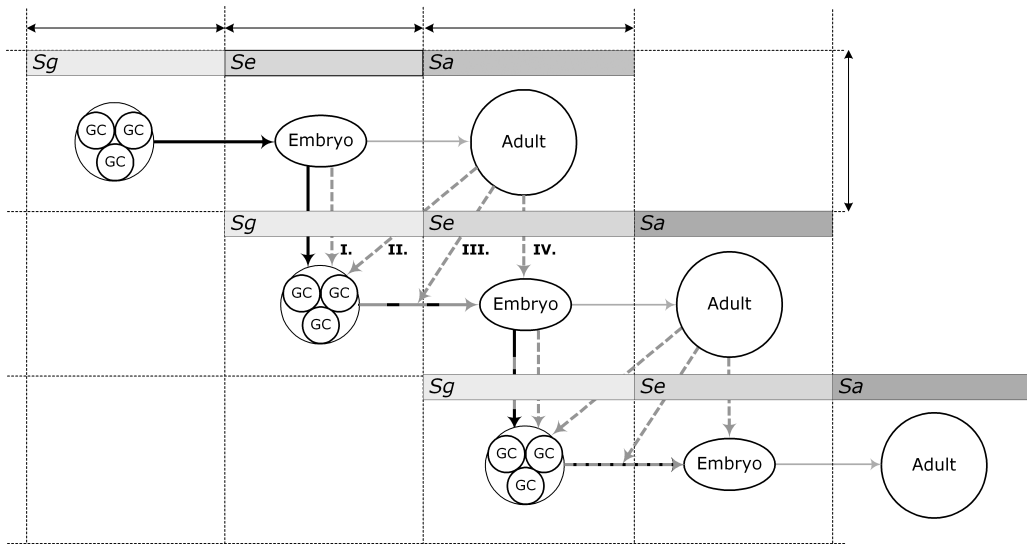 Sg Se Sa
GC GC Embryo Adult
GC
Sg Se Sa
I. II. III. IV.
GC GC Embryo Adult
GC
Sg Se Sa
GC GC Embryo Adult
GC